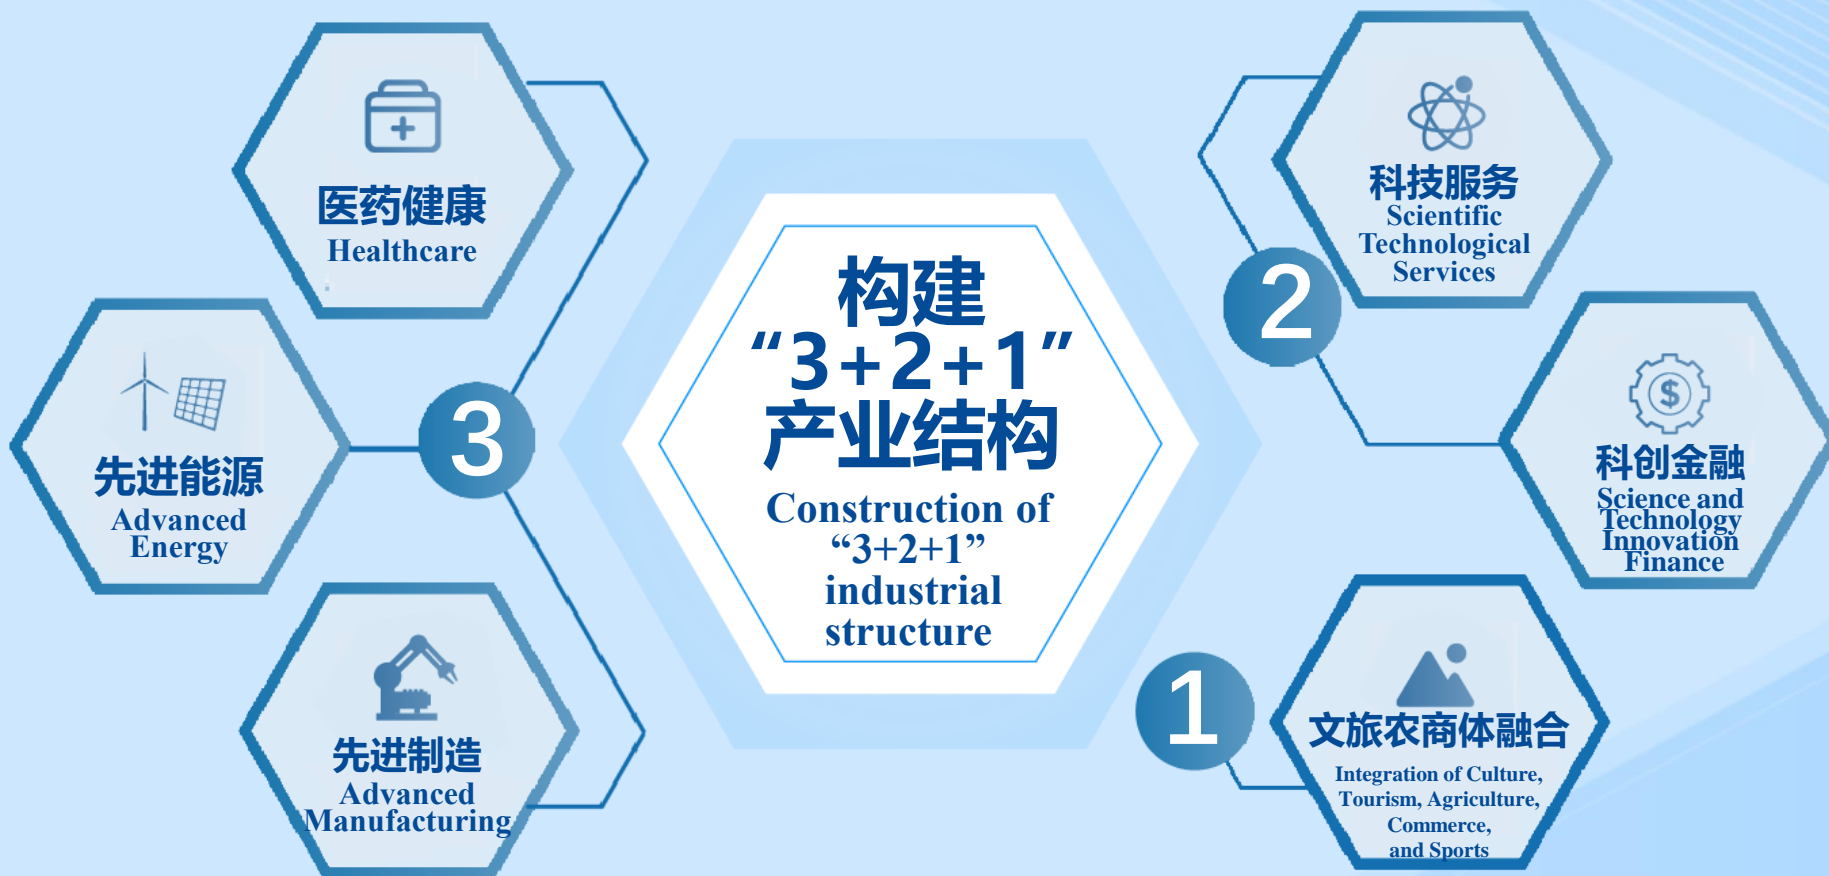 医药健康
Healthcare
先进能源
Advanced
Energy
3
先进制造
Advanced
Manufacturing
构建
“3+2+1”
产业结构
Construction of
“3+2+1”
industrial
structure
2
科技服务
Scientific
Technological
Services
科创金融
Science and
Technology
Innovation
Finance
1
文旅农商体融合
Integration of Culture,
Tourism, Agriculture,
Commerce,
and Sports